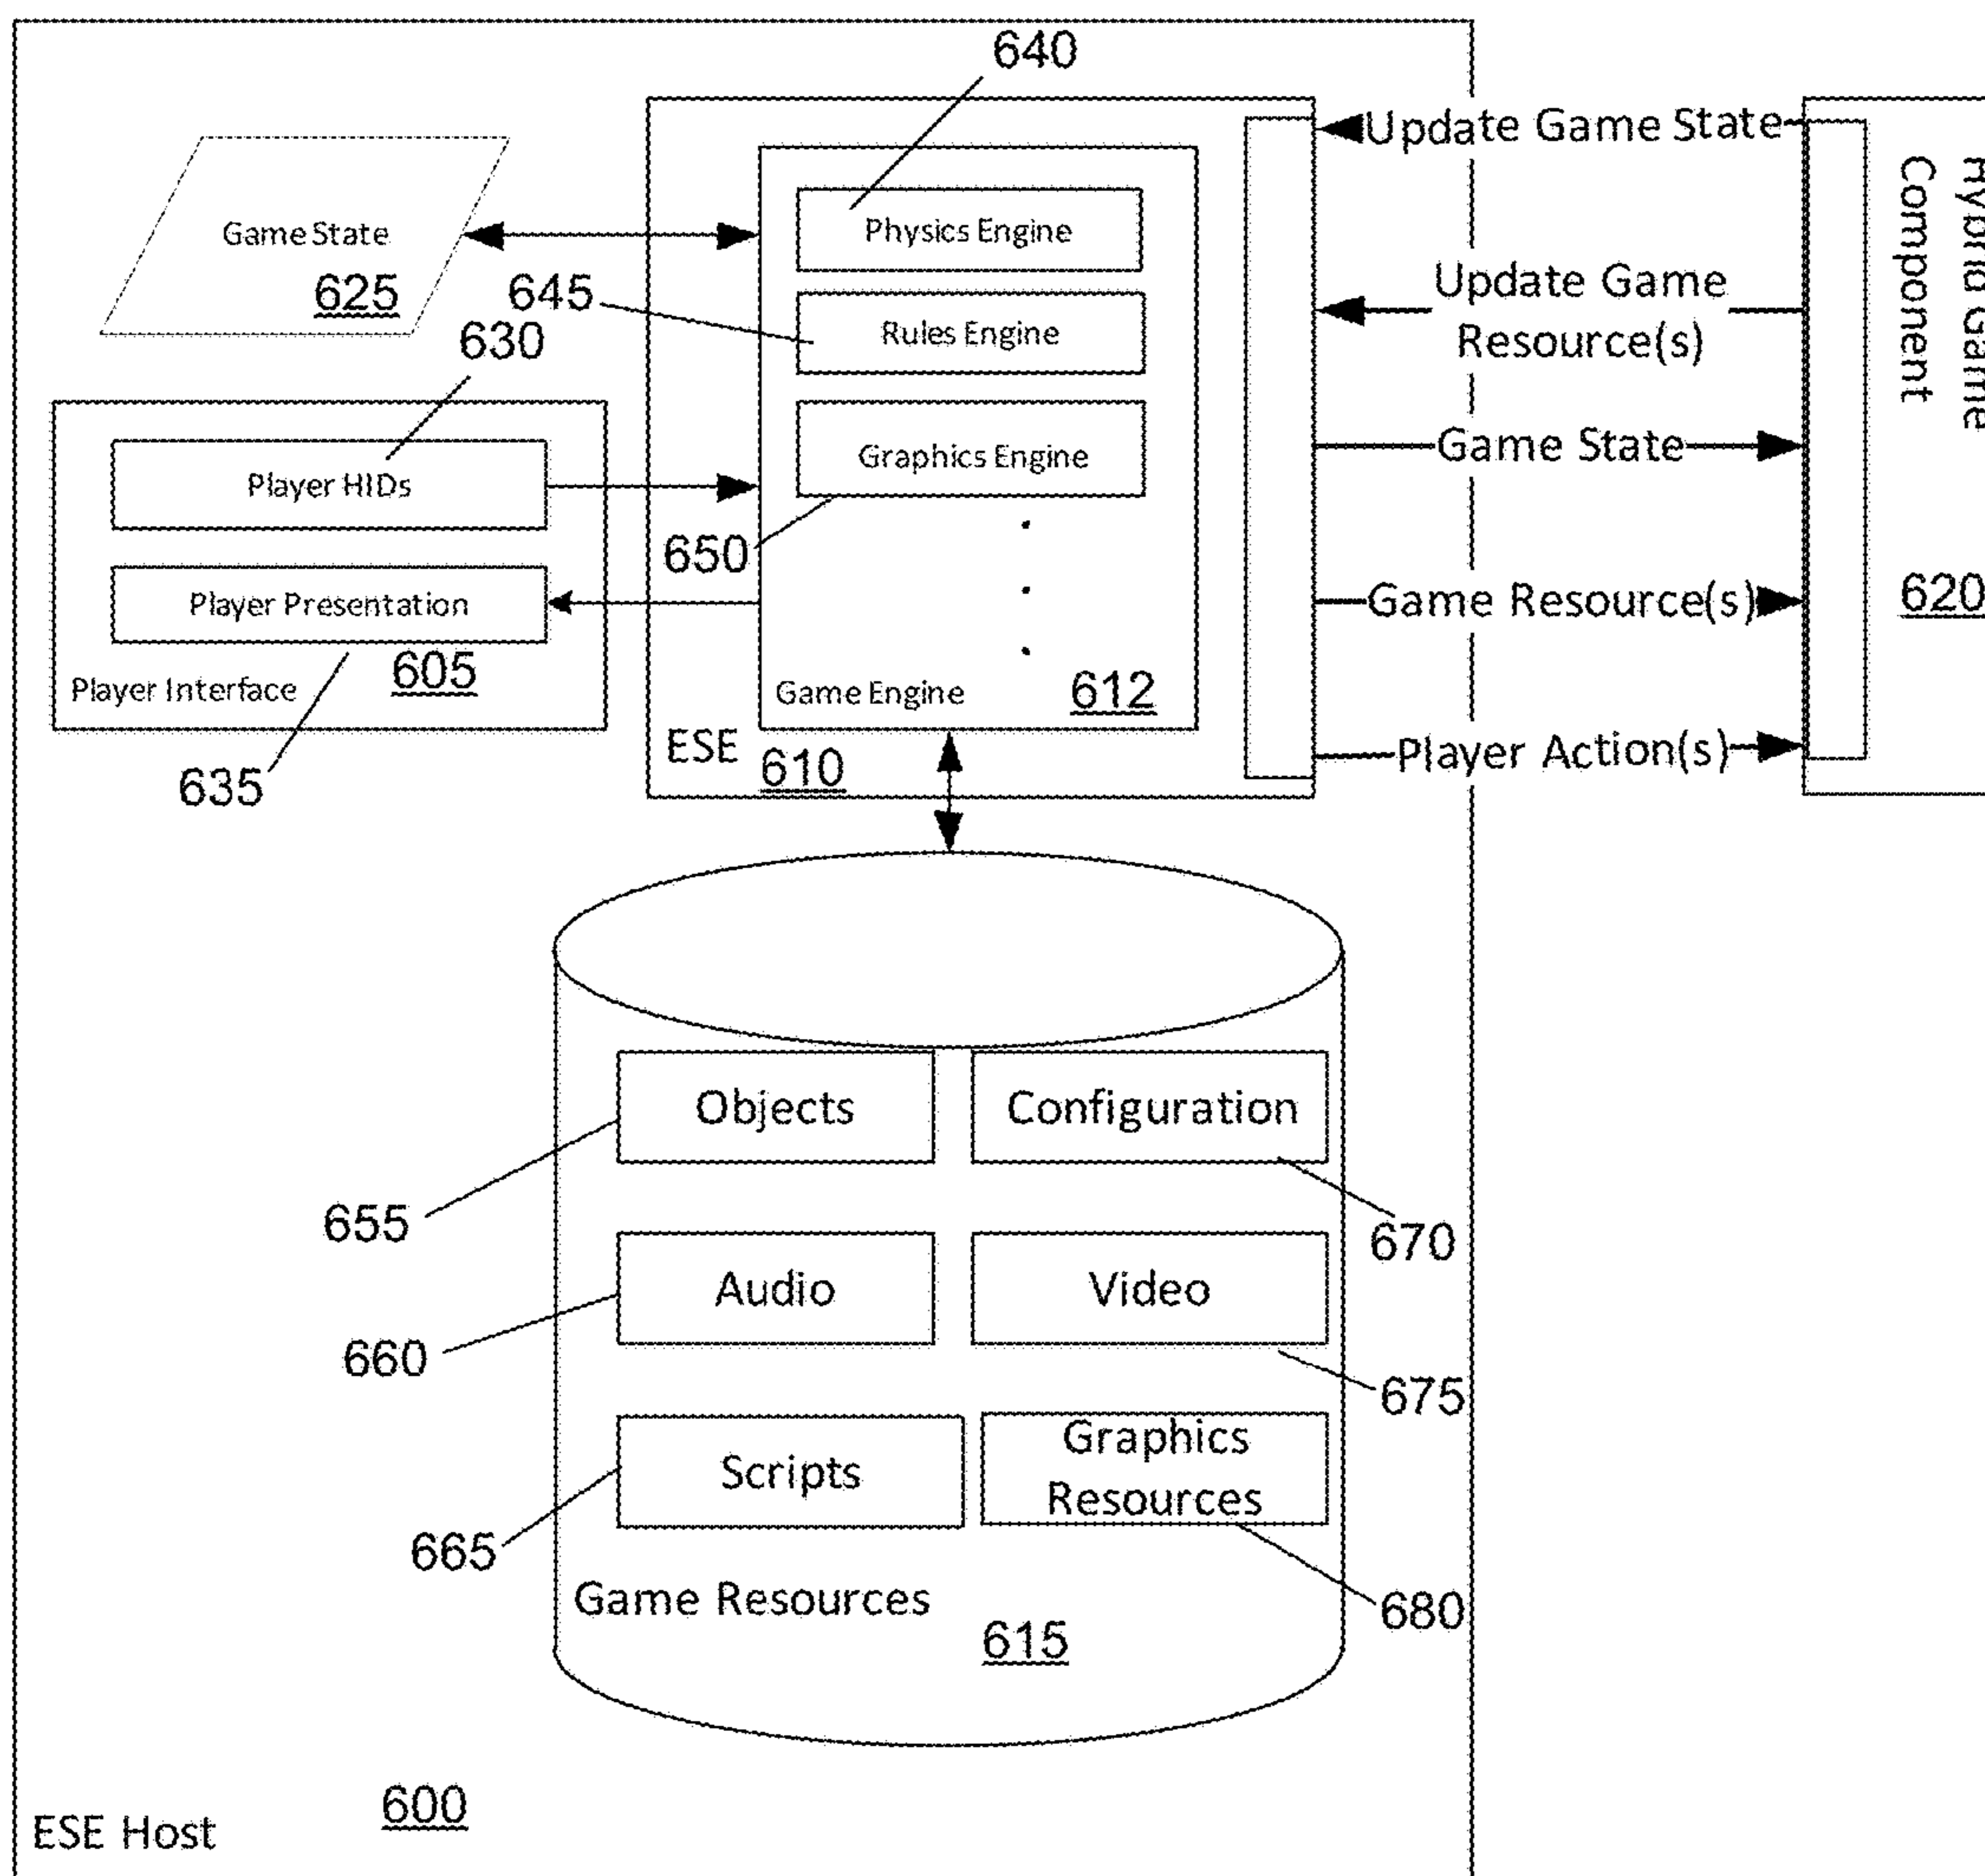 640
Update Game State
Hybrid Game
Component
Physics Engine
Game State
625
645
Update Game
Resource(s)
Rules Engine
630
Game State
Graphics Engine
Player HIDs
650
Game Resource(s)
620
Player Presentation
605
Player Interface
Game Engine
612
ESE
610
Player Action(s)
635
Objects
Configuration
655
670
Audio
Video
660
675
Scripts
Graphics
Resources
665
Game Resources
680
615
ESE Host
600